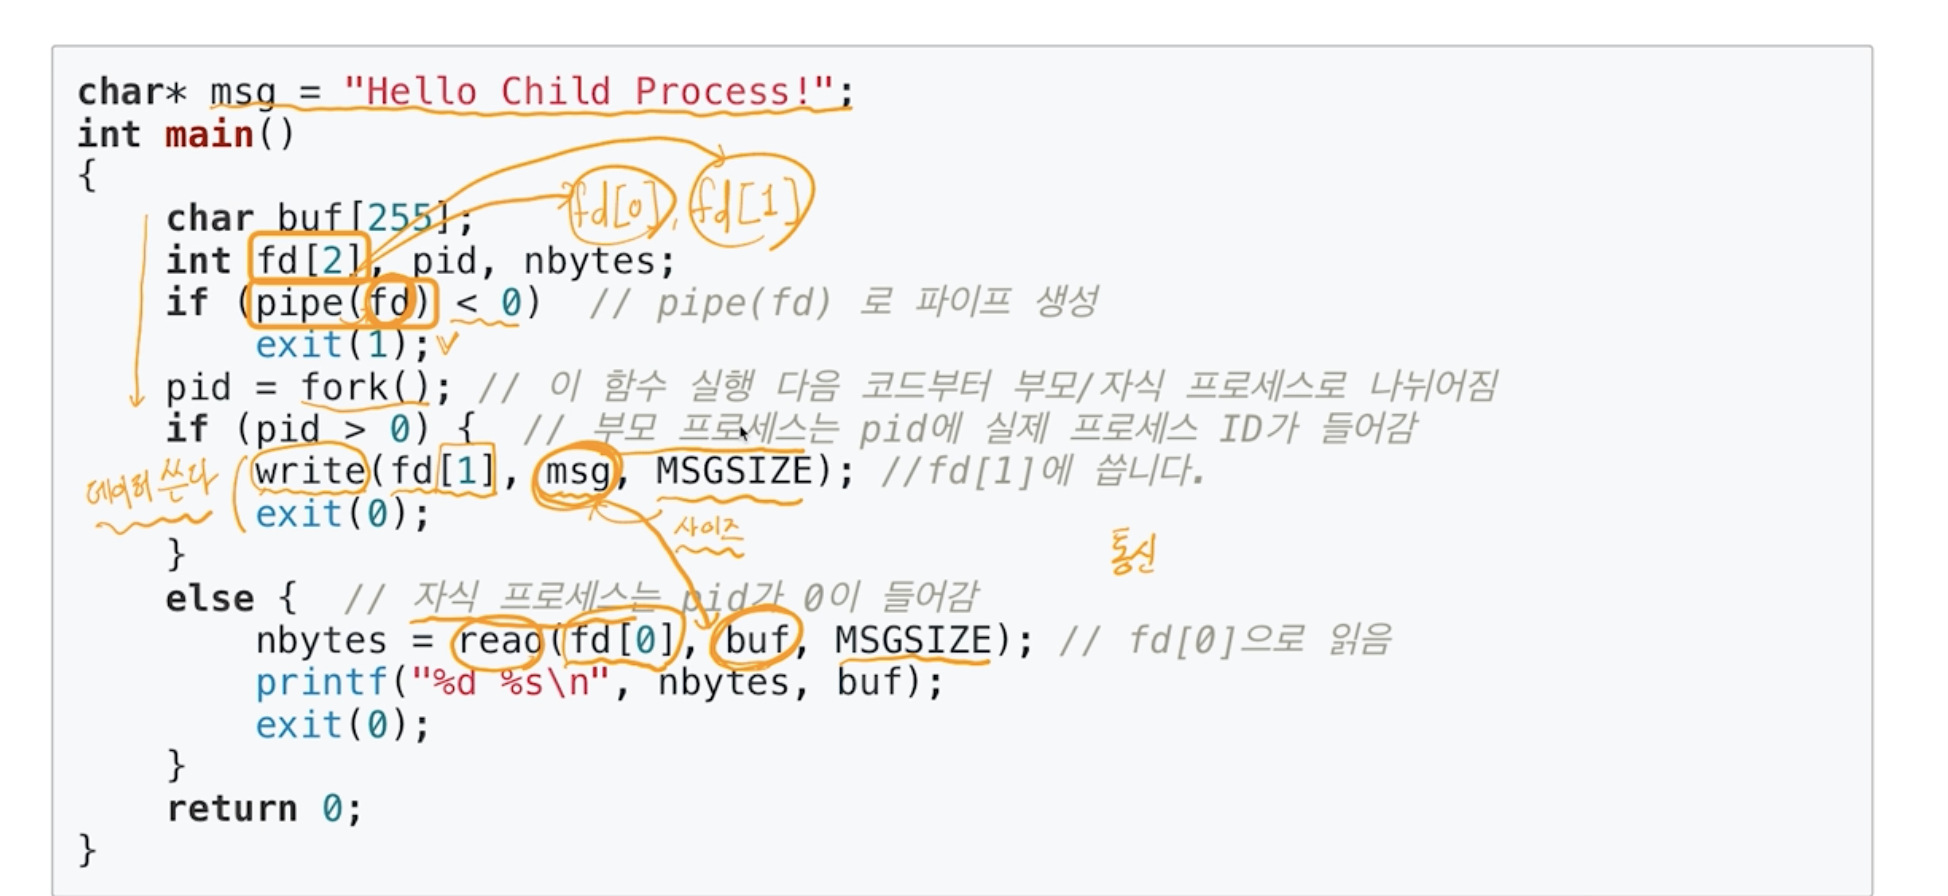 char* msg = "Hello Child Process!";
int main()
{
fd[0], fd[1]
char buf[255];
int fd[2], pid, nbytes;
if (pipe(fd) < 0)  // pipe(fd) 로 파이프 생성
exit(1);
pid = fork(); // 이 함수 실행 다음 코드부터 부모/자식 프로세스로 나뉘어짐
if (pid > 0) {  // 부모 프로세스는 pid에 실제 프로세스 ID가 들어감
데이터 쓴다
write(fd[1], msg, MSGSIZE); //fd[1]에 씁니다.
exit(0);
사이즈
통신
}
else {  // 자식 프로세스는 pid가 0이 들어감
nbytes = read(fd[0], buf, MSGSIZE); // fd[0]으로 읽음
printf("%d %s\n", nbytes, buf);
exit(0);
}
return 0;
}